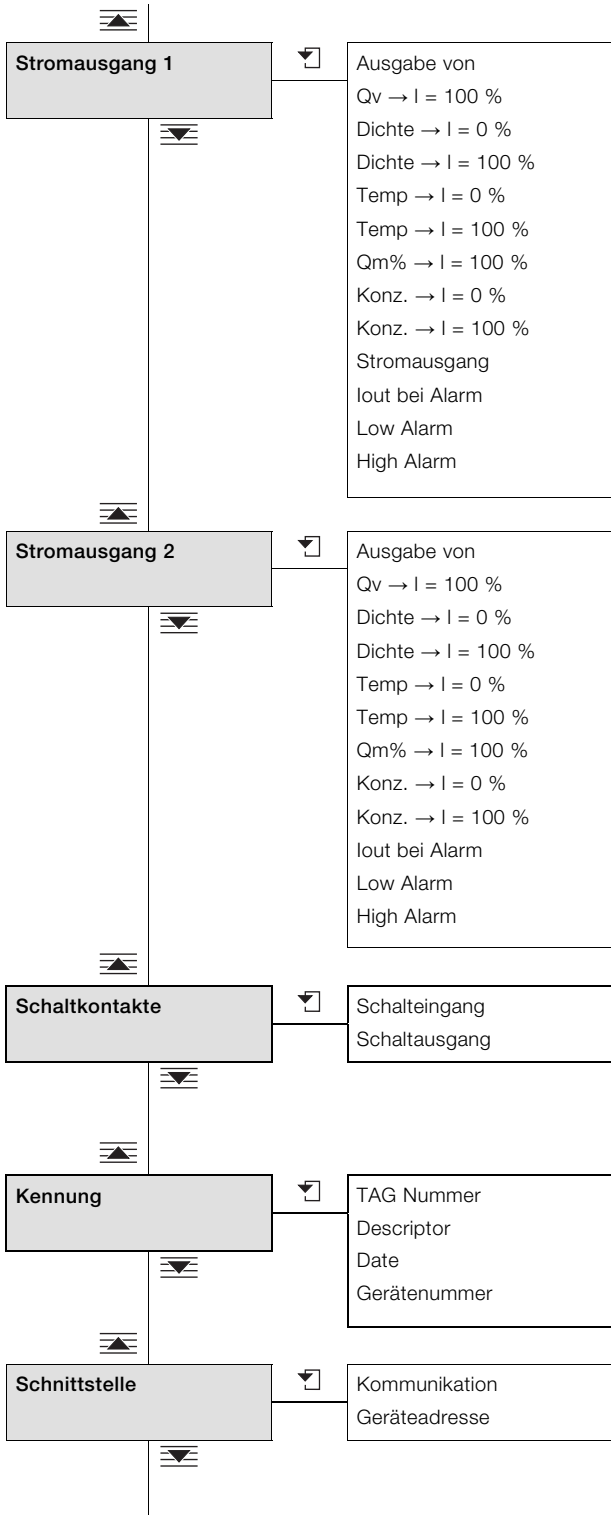 Stromausgang 1
Ausgabe von
Qv → I = 100 %
Dichte → I = 0 %
Dichte → I = 100 %
Temp → I = 0 %
Temp → I = 100 %
Qm% → I = 100 %
Konz. → I = 0 %
Konz. → I = 100 %
Stromausgang
Iout bei Alarm
Low Alarm
High Alarm
Stromausgang 2
Ausgabe von
Qv → I = 100 %
Dichte → I = 0 %
Dichte → I = 100 %
Temp → I = 0 %
Temp → I = 100 %
Qm% → I = 100 %
Konz. → I = 0 %
Konz. → I = 100 %
Iout bei Alarm
Low Alarm
High Alarm
Schaltkontakte
Schalteingang
Schaltausgang
Kennung
TAG Nummer
Descriptor
Date
Gerätenummer
Schnittstelle
Kommunikation
Geräteadresse